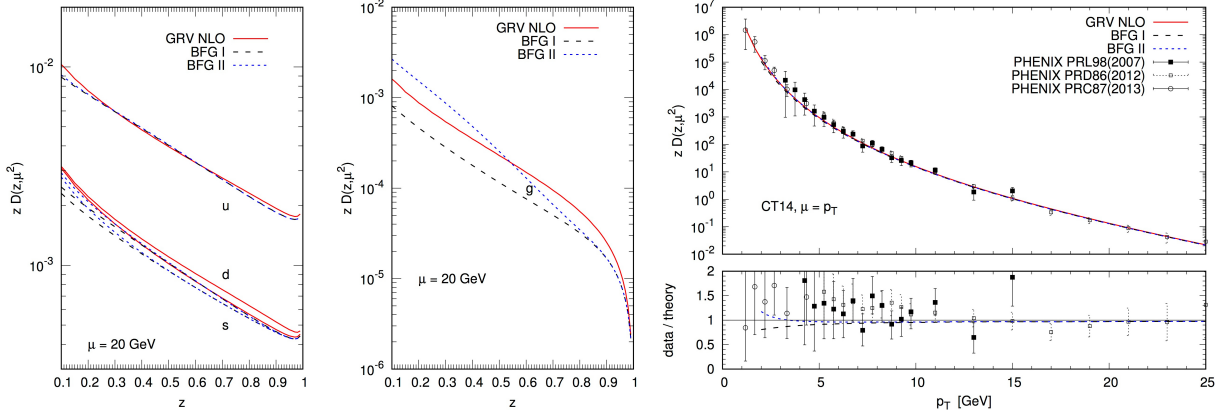 z D(z,μ²)
10⁻²
10⁻³
GRV NLO
BFG I
BFG II
u
d
s
μ = 20 GeV
0.1 0.2 0.3 0.4 0.5 0.6 0.7 0.8 0.9 1
z
z D(z,μ²)
10⁻²
10⁻³
10⁻⁴
10⁻⁵
10⁻⁶
GRV NLO
BFG I
BFG II
g
μ = 20 GeV
0.1 0.2 0.3 0.4 0.5 0.6 0.7 0.8 0.9 1
z
z D(z,μ²)
10⁷
10⁶
10⁵
10⁴
10³
10²
10¹
10⁰
10⁻¹
10⁻²
GRV NLO
BFG I
BFG II
PHENIX PRL98(2007)
PHENIX PRD86(2012)
PHENIX PRC87(2013)
CT14, μ = p_T
data / theory
2
1.5
1
0.5
0
0 5 10 15 20 25
p_T [GeV]